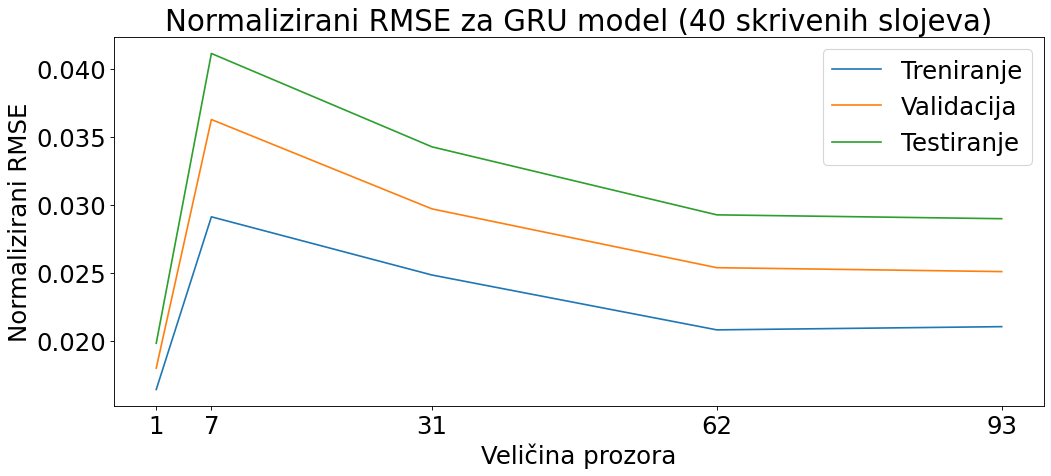 Normalizirani RMSE za GRU model (40 skrivenih slojeva)
Treniranje
Validacija
Testiranje
Normalizirani RMSE
0.040
0.035
0.030
0.025
0.020
1 7 31 62 93
Veličina prozora